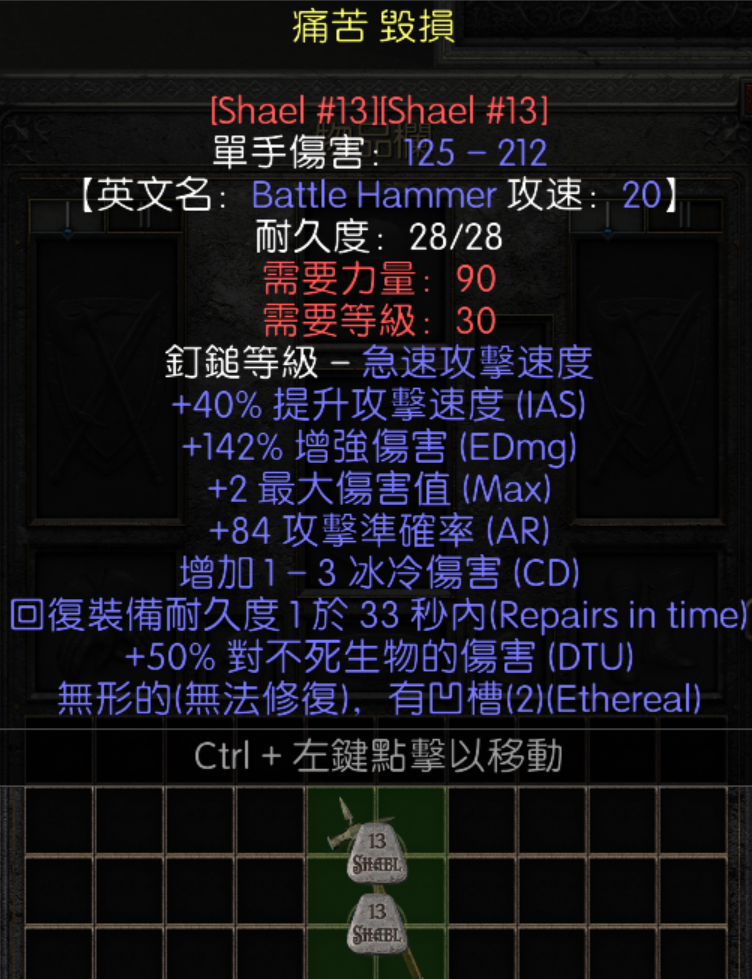 痛苦 毀損
[Shael #13][Shael #13]
單手傷害：125 – 212
【英文名：Battle Hammer 攻速：20】
耐久度：28/28
需要力量：90
需要等級：30
釘鎚等級 – 急速攻擊速度
+40% 提升攻擊速度 (IAS)
+142% 增強傷害 (EDmg)
+2 最大傷害值 (Max)
+84 攻擊準確率 (AR)
增加 1 – 3 冰冷傷害 (CD)
回復裝備耐久度 1 於 33 秒內(Repairs in time)
+50% 對不死生物的傷害 (DTU)
無形的(無法修復)，有凹槽(2)(Ethereal)
Ctrl + 左鍵點擊以移動
13
SHAEL
13
SHAEL